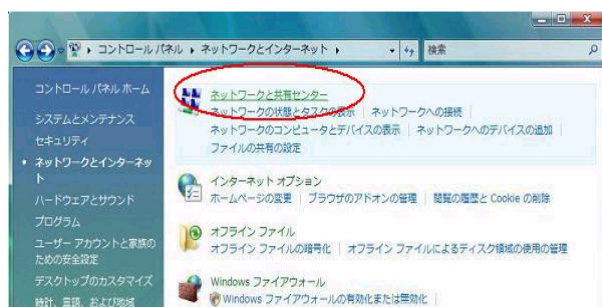 コントロール パネル ▸ ネットワークとインターネット ▸
検索
コントロール パネル ホーム
システムとメンテナンス
セキュリティ
ネットワークとインターネッ
ト
ハードウェアとサウンド
プログラム
ユーザー アカウントと家族の
ための安全設定
デスクトップのカスタマイズ
時計、言語、および地域
ネットワークと共有センター
ネットワークの状態とタスクの表示 | ネットワークへの接続 |
ネットワークのコンピュータとデバイスの表示 | ネットワークへのデバイスの追加 |
ファイルの共有の設定
インターネット オプション
ホームページの変更 | ブラウザのアドオンの管理 | 閲覧の履歴と Cookie の削除
オフライン ファイル
オフライン ファイルの暗号化 | オフライン ファイルによるディスク領域の使用の管理
Windows ファイアウォール
Windows ファイアウォールの有効化または無効化 |